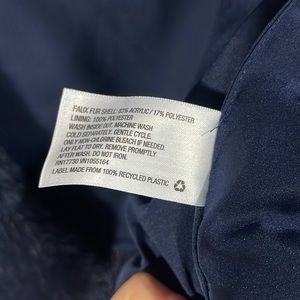 FAUX FUR SHELL: 83% ACRYLIC / 17% POLYESTER
LINING: 100% POLYESTER
WASH INSIDE OUT. MACHINE WASH
COLD SEPARATELY. GENTLE CYCLE.
ONLY NON-CHLORINE BLEACH IF NEEDED.
LAY FLAT TO DRY. REMOVE PROMPTLY
AFTER WASH. DO NOT IRON.
RN17730 VN1055164
LABEL MADE FROM 100% RECYCLED PLASTIC